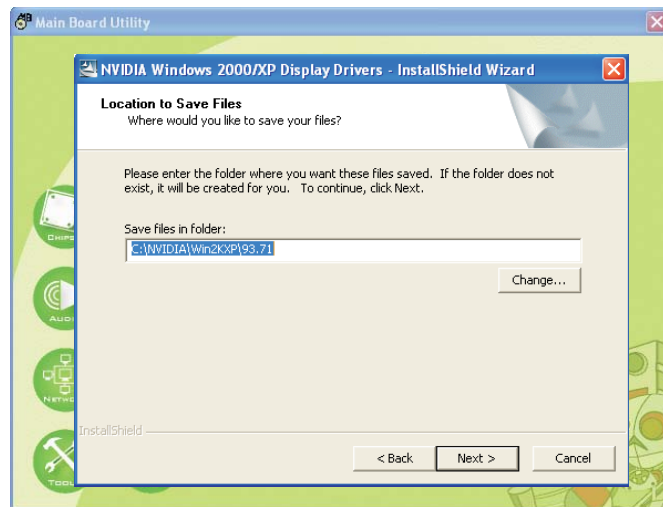 Main Board Utility
NVIDIA Windows 2000/XP Display Drivers - InstallShield Wizard
Location to Save Files
Where would you like to save your files?
Please enter the folder where you want these files saved. If the folder does not
exist, it will be created for you. To continue, click Next.
Save files in folder:
C:\NVIDIA\Win2KXP\93.71
Change...
InstallShield
< Back
Next >
Cancel